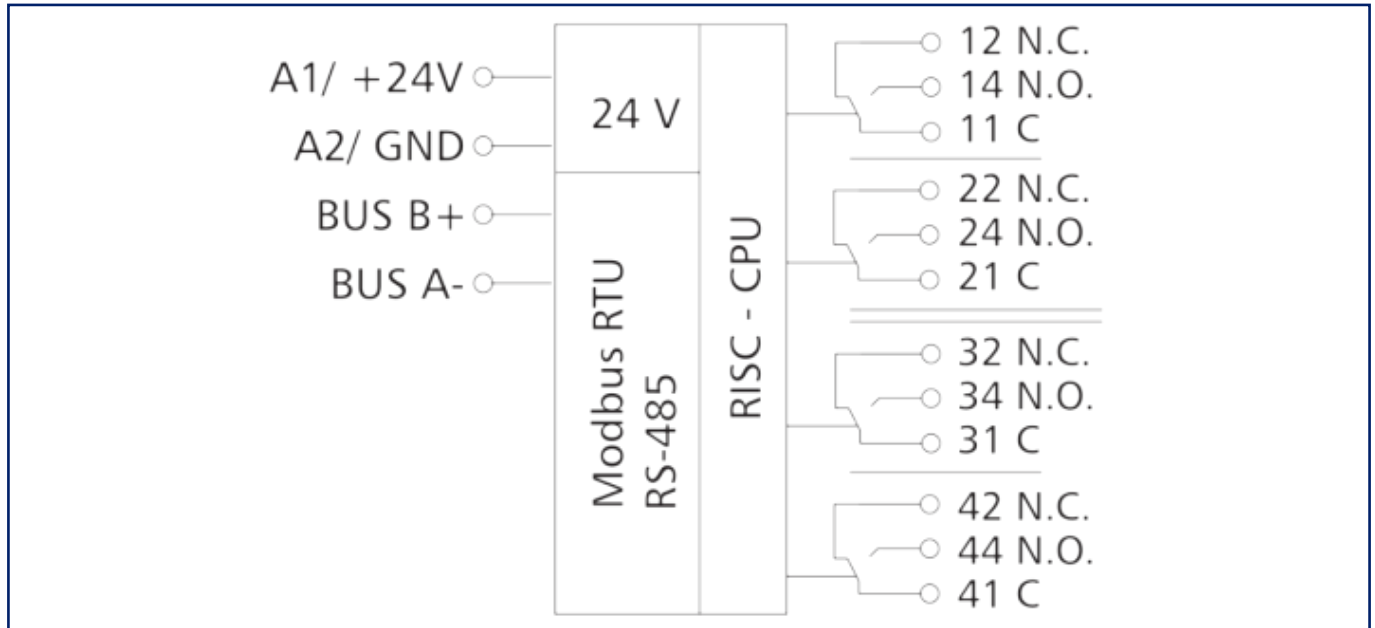 A1/ +24V
A2/ GND
BUS B+
BUS A-
24 V
Modbus RTU
RS-485
RISC - CPU
12 N.C.
14 N.O.
11 C
22 N.C.
24 N.O.
21 C
32 N.C.
34 N.O.
31 C
42 N.C.
44 N.O.
41 C